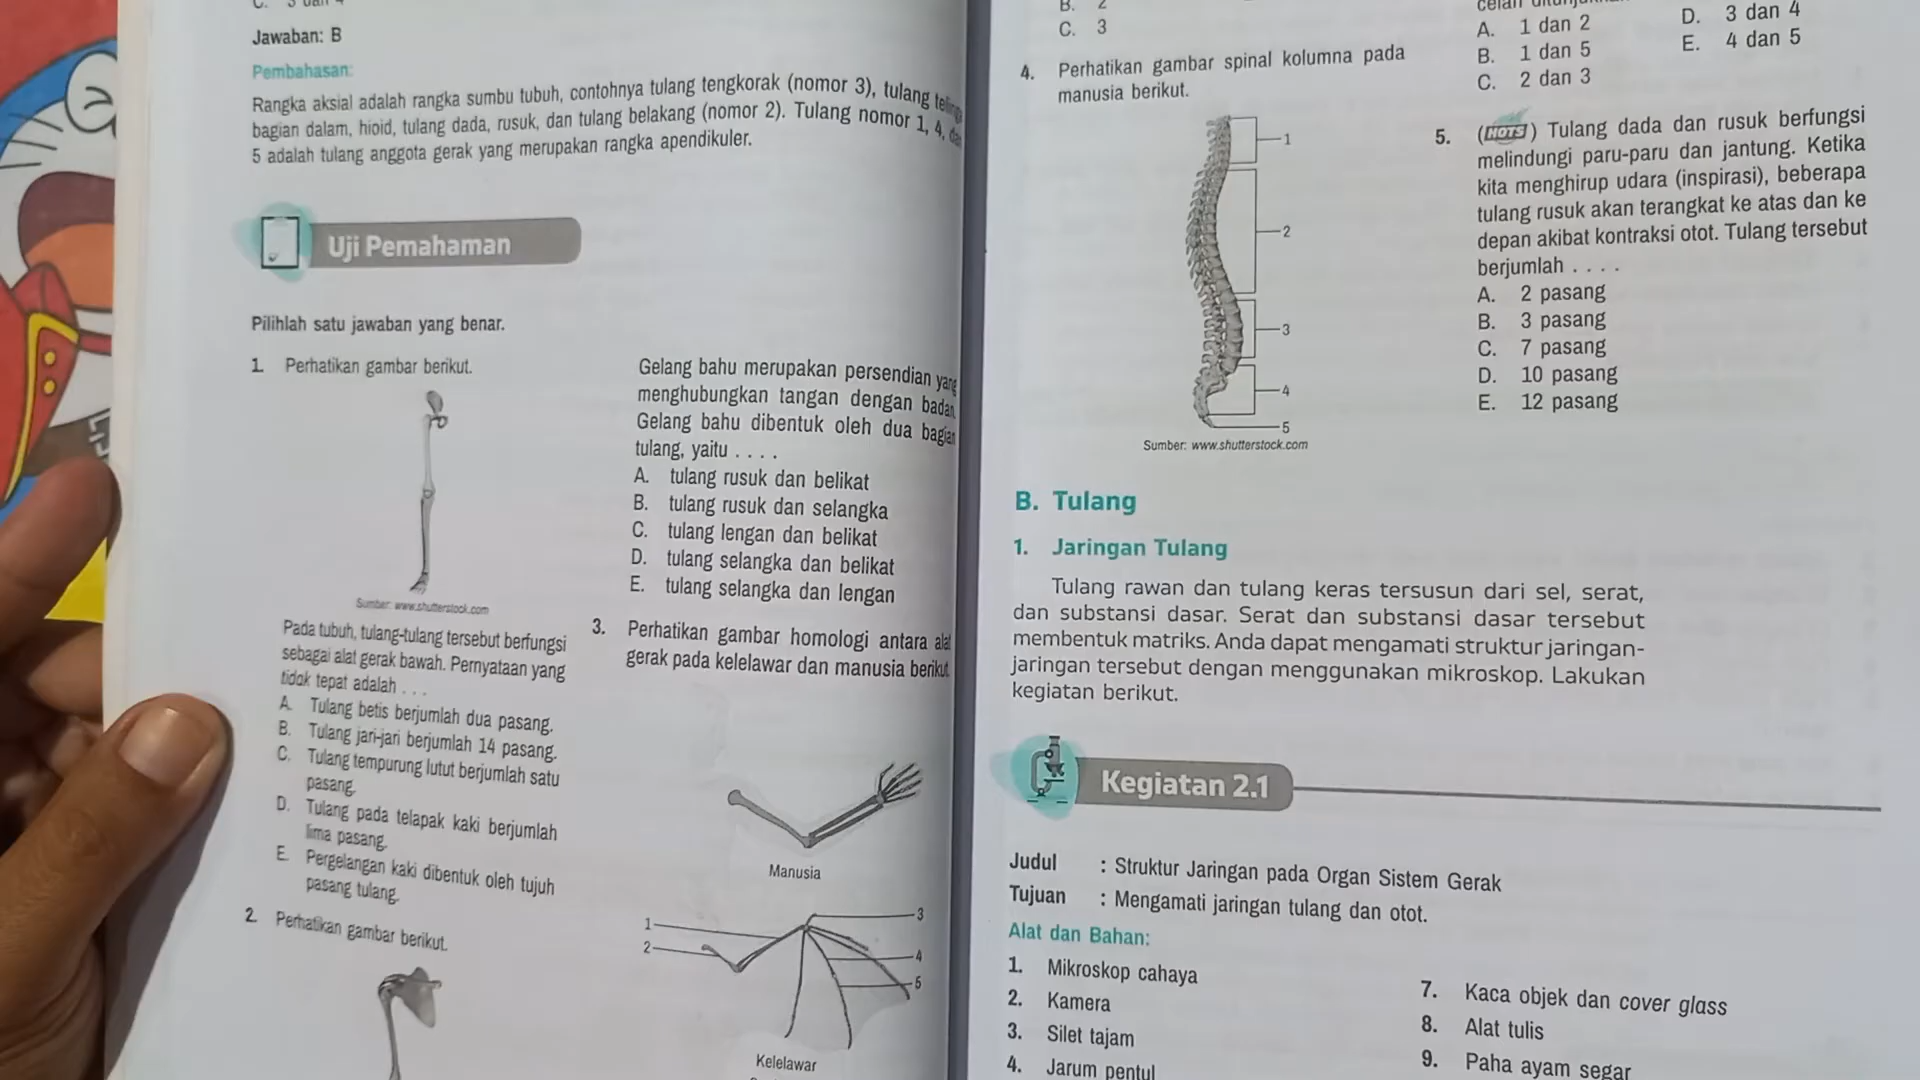 Jawaban: B
Pembahasan:
Rangka aksial adalah rangka sumbu tubuh, contohnya tulang tengkorak (nomor 3), tulang
bagian dalam, hioid, tulang dada, rusuk, dan tulang belakang (nomor 2). Tulang nomor 1, 4,
5 adalah tulang anggota gerak yang merupakan rangka apendikuler.
Uji Pemahaman
Pilihlah satu jawaban yang benar.
1. Perhatikan gambar berikut.
Sumber: www.shutterstock.com
Pada tubuh, tulang-tulang tersebut berfungsi
sebagai alat gerak bawah. Pernyataan yang
tidak tepat adalah . . .
A. Tulang betis berjumlah dua pasang.
B. Tulang jari-jari berjumlah 14 pasang.
C. Tulang tempurung lutut berjumlah satu
pasang.
D. Tulang pada telapak kaki berjumlah
lima pasang.
E. Pergelangan kaki dibentuk oleh tujuh
pasang tulang.
2. Perhatikan gambar berikut.
Gelang bahu merupakan persendian yang
menghubungkan tangan dengan badan.
Gelang bahu dibentuk oleh dua bagian
tulang, yaitu . . . .
A. tulang rusuk dan belikat
B. tulang rusuk dan selangka
C. tulang lengan dan belikat
D. tulang selangka dan belikat
E. tulang selangka dan lengan
3. Perhatikan gambar homologi antara alat
gerak pada kelelawar dan manusia berikut.
Manusia
1
2
3
4
5
Kelelawar
C. 3
4. Perhatikan gambar spinal kolumna pada
manusia berikut.
1
2
3
4
5
Sumber: www.shutterstock.com
A. 1 dan 2
B. 1 dan 5
C. 2 dan 3
D. 3 dan 4
E. 4 dan 5
5. (HOTS) Tulang dada dan rusuk berfungsi
melindungi paru-paru dan jantung. Ketika
kita menghirup udara (inspirasi), beberapa
tulang rusuk akan terangkat ke atas dan ke
depan akibat kontraksi otot. Tulang tersebut
berjumlah . . . .
A. 2 pasang
B. 3 pasang
C. 7 pasang
D. 10 pasang
E. 12 pasang
B. Tulang
1. Jaringan Tulang
Tulang rawan dan tulang keras tersusun dari sel, serat,
dan substansi dasar. Serat dan substansi dasar tersebut
membentuk matriks. Anda dapat mengamati struktur jaringan-
jaringan tersebut dengan menggunakan mikroskop. Lakukan
kegiatan berikut.
Kegiatan 2.1
Judul : Struktur Jaringan pada Organ Sistem Gerak
Tujuan : Mengamati jaringan tulang dan otot.
Alat dan Bahan:
1. Mikroskop cahaya
2. Kamera
3. Silet tajam
4. Jarum pentul
7. Kaca objek dan cover glass
8. Alat tulis
9. Paha ayam segar